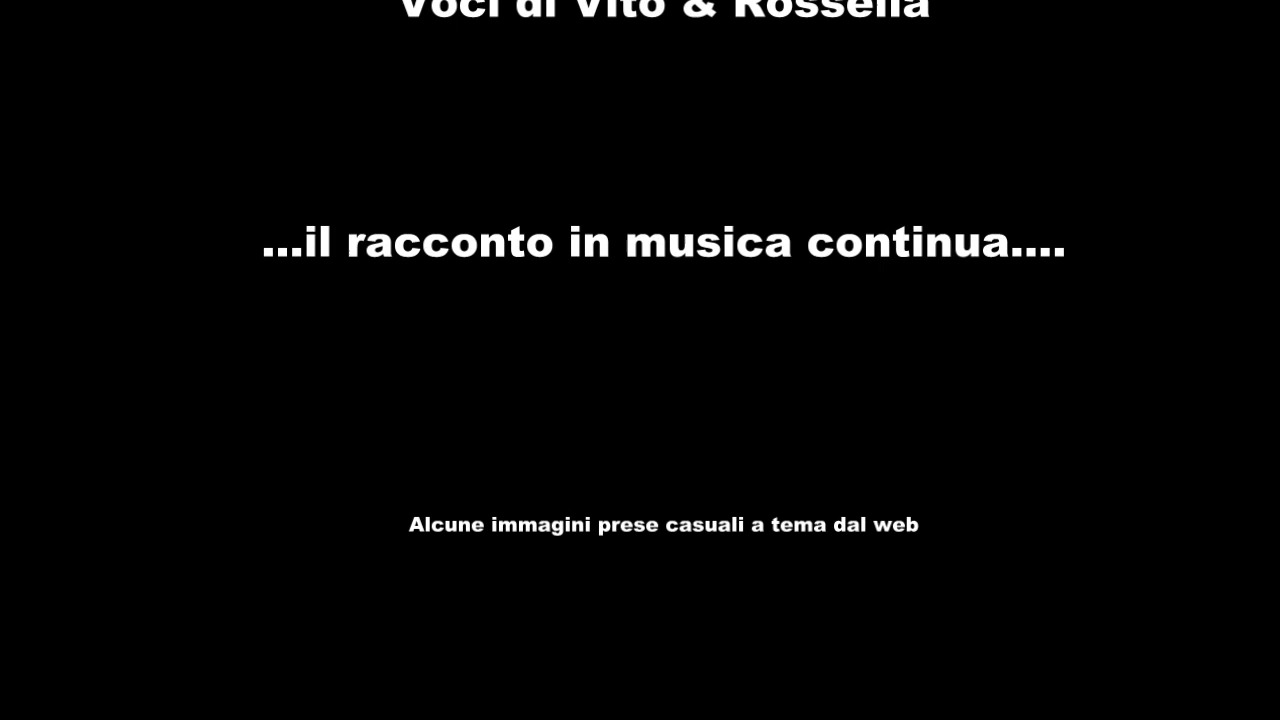 Voci di Vito & Rossella
...il racconto in musica continua....
Alcune immagini prese casuali a tema dal web